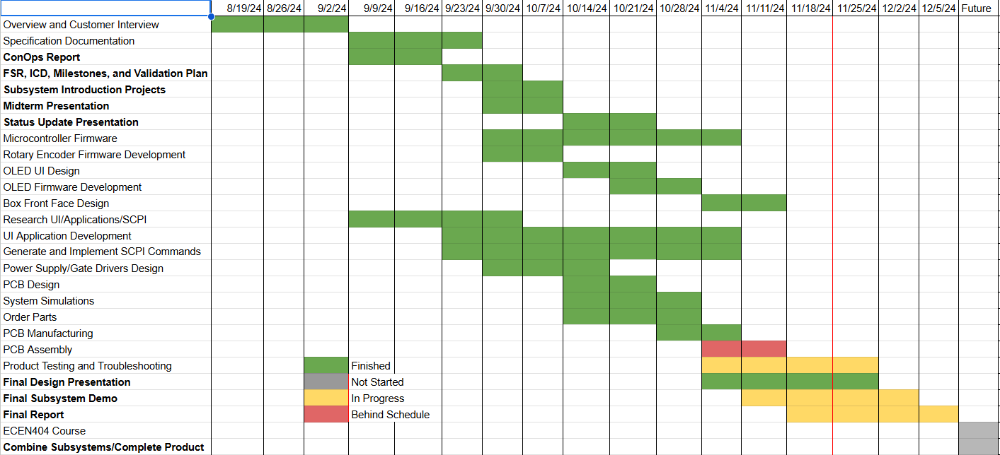 8/19/24 8/26/24 9/2/24 9/9/24 9/16/24 9/23/24 9/30/24 10/7/24 10/14/24 10/21/24 10/28/24 11/4/24 11/11/24 11/18/24 11/25/24 12/2/24 12/5/24 Future
Overview and Customer Interview
Specification Documentation
ConOps Report
FSR, ICD, Milestones, and Validation Plan
Subsystem Introduction Projects
Midterm Presentation
Status Update Presentation
Microcontroller Firmware
Rotary Encoder Firmware Development
OLED UI Design
OLED Firmware Development
Box Front Face Design
Research UI/Applications/SCPI
UI Application Development
Generate and Implement SCPI Commands
Power Supply/Gate Drivers Design
PCB Design
System Simulations
Order Parts
PCB Manufacturing
PCB Assembly
Product Testing and Troubleshooting Finished
Final Design Presentation Not Started
Final Subsystem Demo In Progress
Final Report Behind Schedule
ECEN404 Course
Combine Subsystems/Complete Product